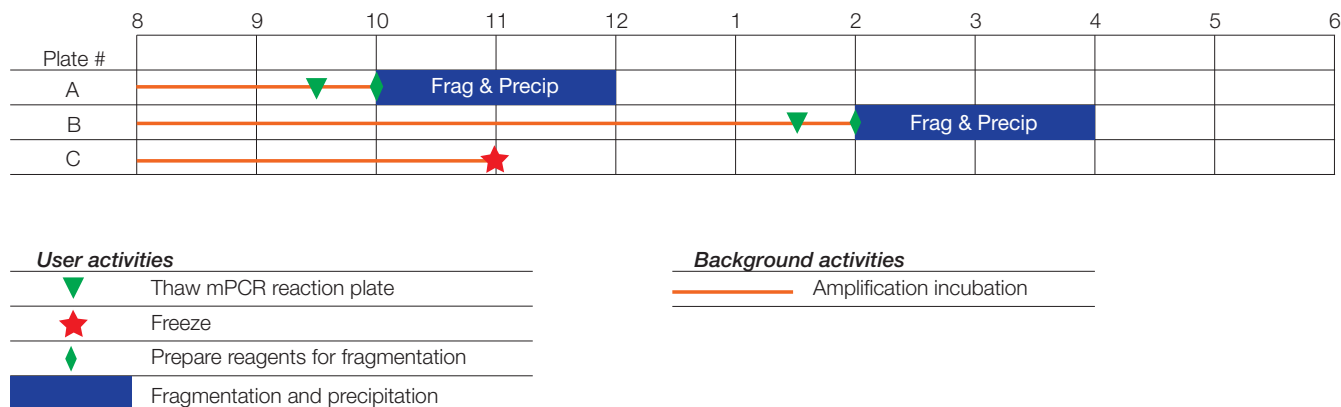 8 9 10 11 12 1 2 3 4 5 6
Plate #
A Frag & Precip
B Frag & Precip
C
User activities
Thaw mPCR reaction plate
Freeze
Prepare reagents for fragmentation
Fragmentation and precipitation
Background activities
Amplification incubation